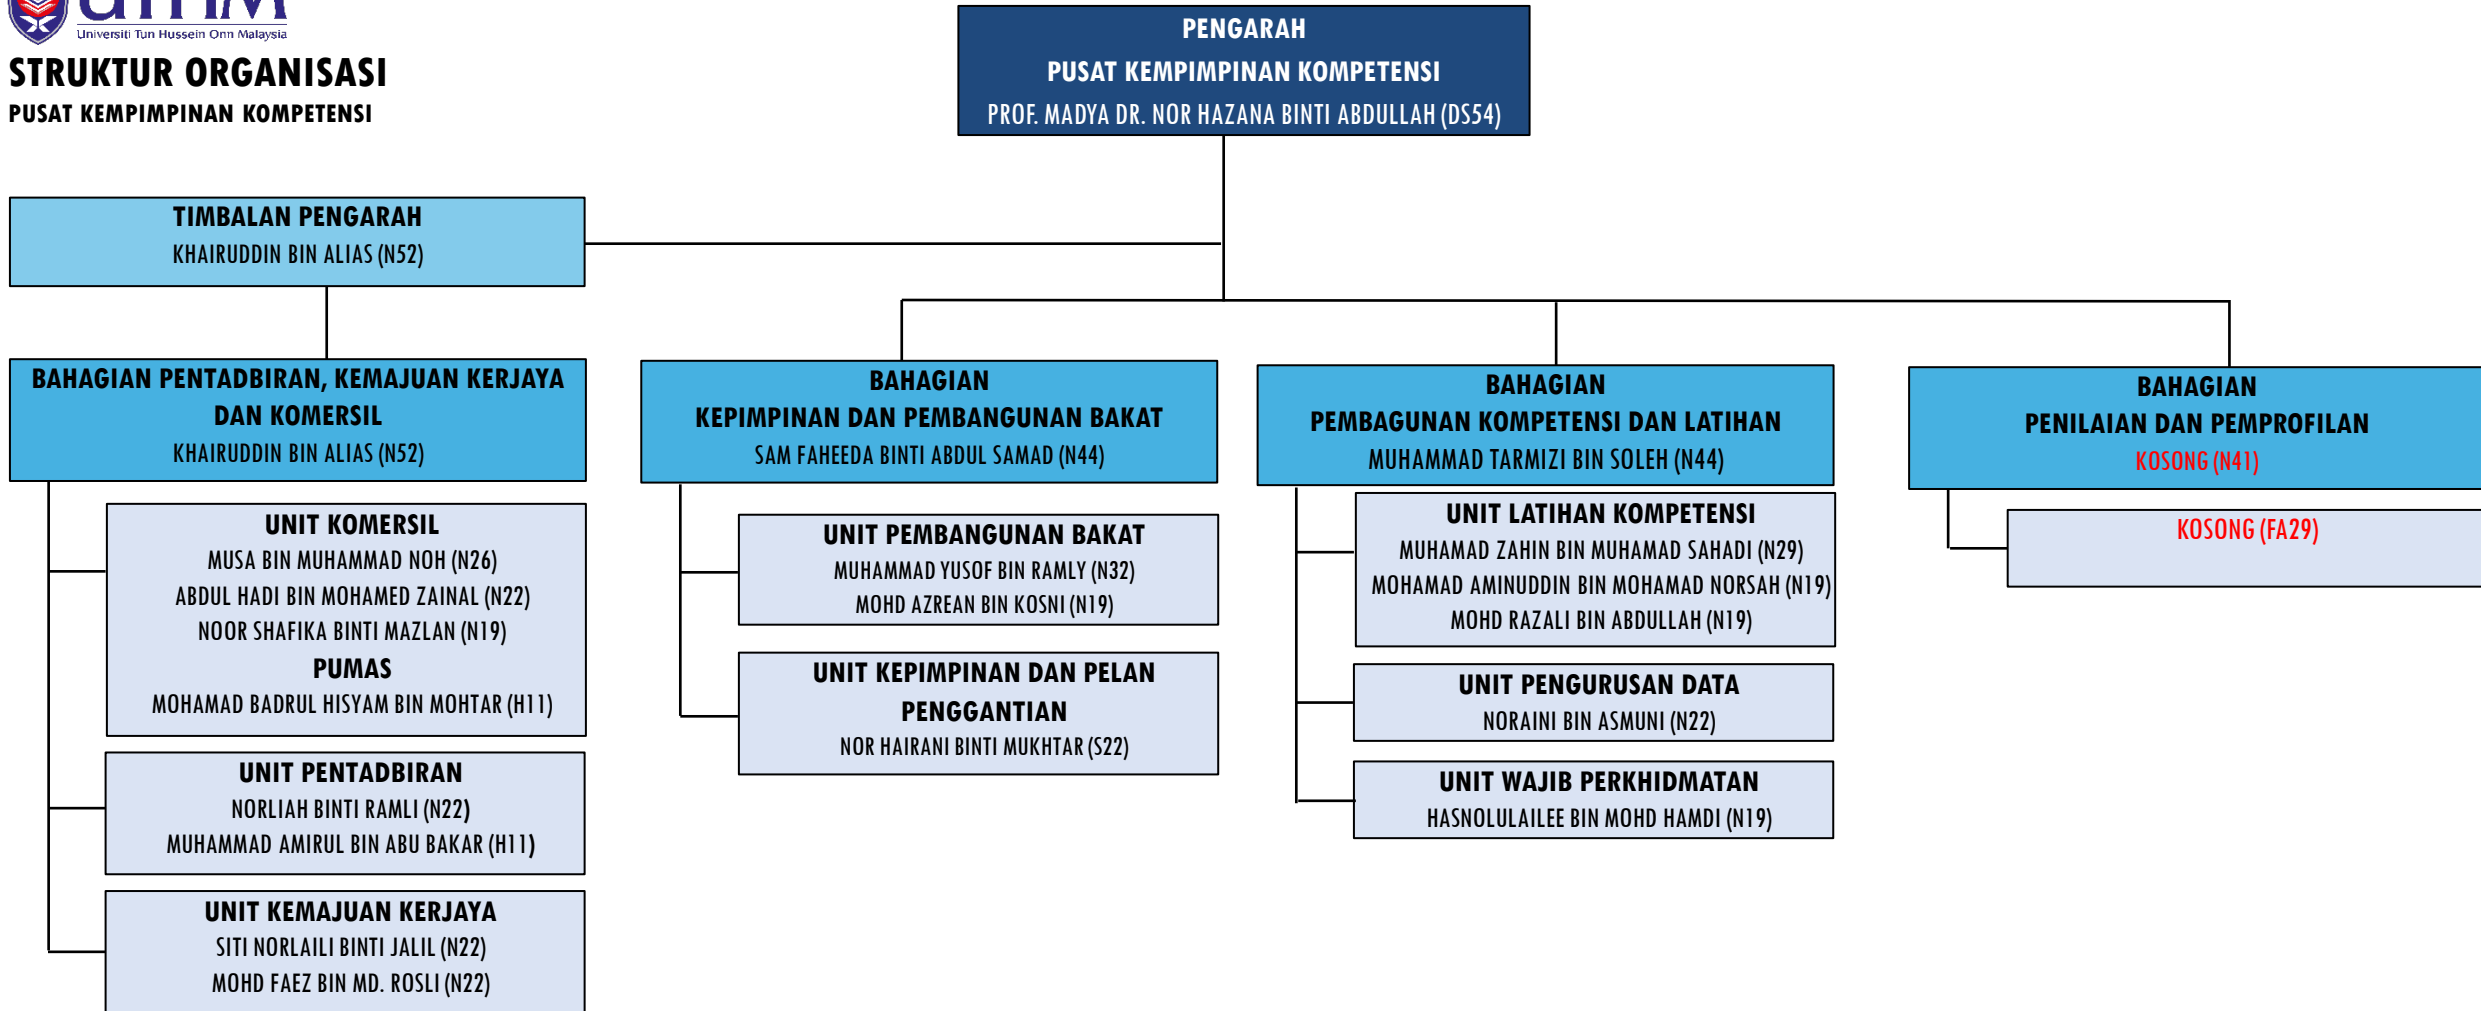 UTHM
Universiti Tun Hussein Onn Malaysia
STRUKTUR ORGANISASI
PUSAT KEMPIMPINAN KOMPETENSI
PENGARAH
PUSAT KEMPIMPINAN KOMPETENSI
PROF. MADYA DR. NOR HAZANA BINTI ABDULLAH (DS54)
TIMBALAN PENGARAH
KHAIRUDDIN BIN ALIAS (N52)
BAHAGIAN PENTADBIRAN, KEMAJUAN KERJAYA
DAN KOMERSIL
KHAIRUDDIN BIN ALIAS (N52)
UNIT KOMERSIL
MUSA BIN MUHAMMAD NOH (N26)
ABDUL HADI BIN MOHAMED ZAINAL (N22)
NOOR SHAFIKA BINTI MAZLAN (N19)
PUMAS
MOHAMAD BADRUL HISYAM BIN MOHTAR (H11)
UNIT PENTADBIRAN
NORLIAH BINTI RAMLI (N22)
MUHAMMAD AMIRUL BIN ABU BAKAR (H11)
UNIT KEMAJUAN KERJAYA
SITI NORLAILI BINTI JALIL (N22)
MOHD FAEZ BIN MD. ROSLI (N22)
BAHAGIAN
KEPIMPINAN DAN PEMBANGUNAN BAKAT
SAM FAHEEDA BINTI ABDUL SAMAD (N44)
UNIT PEMBANGUNAN BAKAT
MUHAMMAD YUSOF BIN RAMLY (N32)
MOHD AZREAN BIN KOSNI (N19)
UNIT KEPIMPINAN DAN PELAN
PENGGANTIAN
NOR HAIRANI BINTI MUKHTAR (S22)
BAHAGIAN
PEMBAGUNAN KOMPETENSI DAN LATIHAN
MUHAMMAD TARMIZI BIN SOLEH (N44)
UNIT LATIHAN KOMPETENSI
MUHAMAD ZAHIN BIN MUHAMAD SAHADI (N29)
MOHAMAD AMINUDDIN BIN MOHAMAD NORSAH (N19)
MOHD RAZALI BIN ABDULLAH (N19)
UNIT PENGURUSAN DATA
NORAINI BIN ASMUNI (N22)
UNIT WAJIB PERKHIDMATAN
HASNOLULAILEE BIN MOHD HAMDI (N19)
BAHAGIAN
PENILAIAN DAN PEMPROFILAN
KOSONG (N41)
KOSONG (FA29)